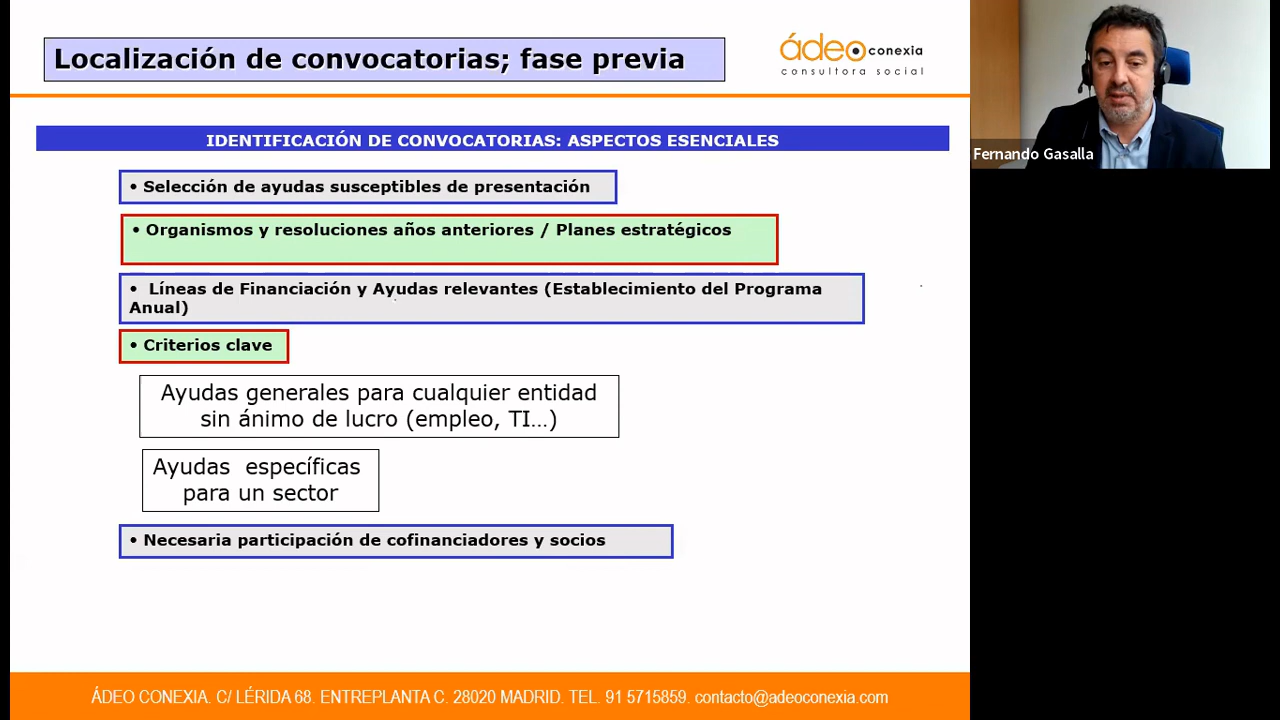 Localización de convocatorias; fase previa
ádeo conexia
consultora social
IDENTIFICACIÓN DE CONVOCATORIAS: ASPECTOS ESENCIALES
• Selección de ayudas susceptibles de presentación
• Organismos y resoluciones años anteriores / Planes estratégicos
• Líneas de Financiación y Ayudas relevantes (Establecimiento del Programa
Anual)
• Criterios clave
Ayudas generales para cualquier entidad
sin ánimo de lucro (empleo, TI…)
Ayudas específicas
para un sector
• Necesaria participación de cofinanciadores y socios
ÁDEO CONEXIA. C/ LÉRIDA 68. ENTREPLANTA C. 28020 MADRID. TEL. 91 5715859. contacto@adeoconexia.com
Fernando Gasalla